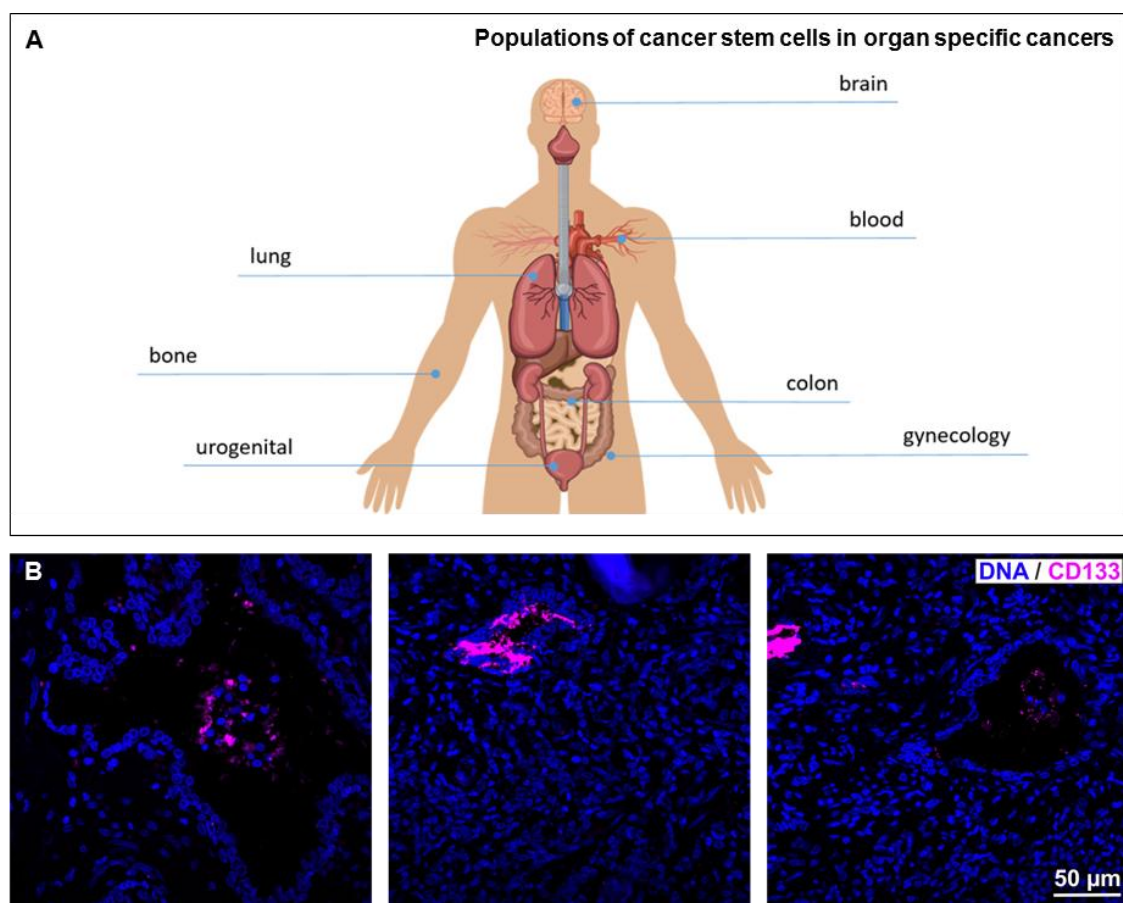 A
Populations of cancer stem cells in organ specific cancers
brain
blood
lung
bone
colon
gynecology
urogenital
B
DNA / CD133
50 µm